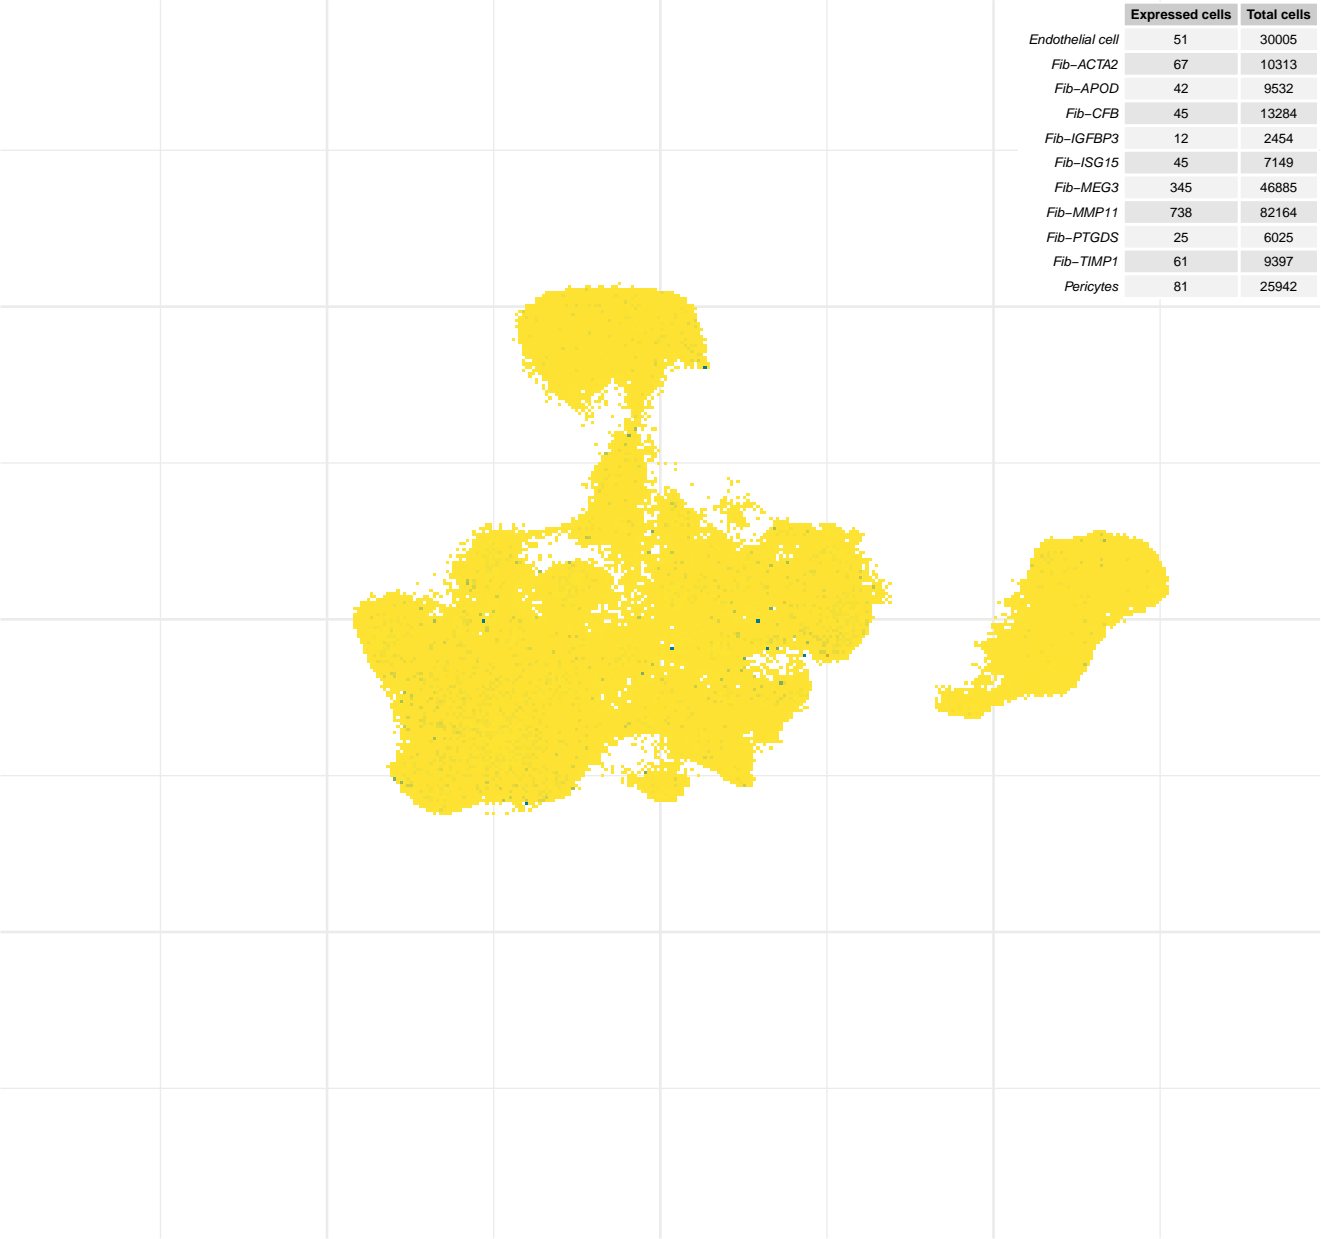 Expressed cells Total cells
Endothelial cell 51 30005
Fib−ACTA2 67 10313
Fib−APOD 42 9532
Fib−CFB 45 13284
Fib−IGFBP3 12 2454
Fib−ISG15 45 7149
Fib−MEG3 345 46885
Fib−MMP11 738 82164
Fib−PTGDS 25 6025
Fib−TIMP1 61 9397
Pericytes 81 25942